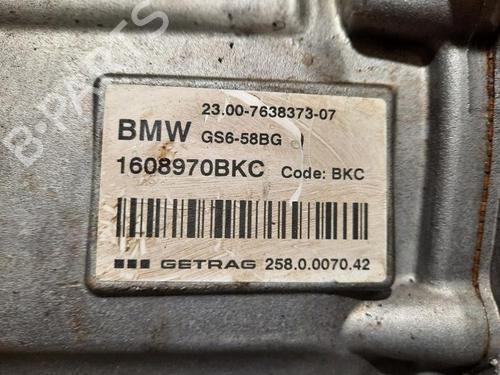 23.00-7638373-07
BMW GS6-58BG
1608970BKC Code: BKC
GETRAG 258.0.0070.42
B-PARTS